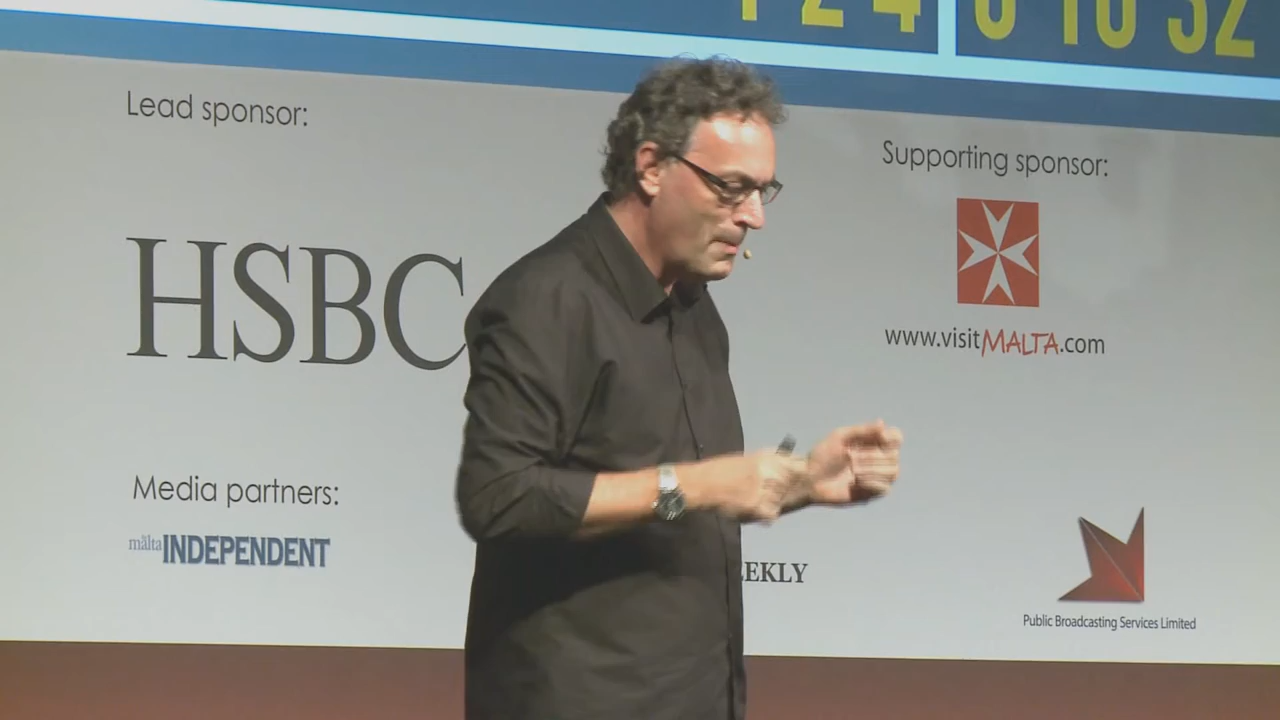 1 2 4 8 16 32
Lead sponsor:
Supporting sponsor:
HSBC
www.visitMALTA.com
Media partners:
malta INDEPENDENT
EKLY
Public Broadcasting Services Limited